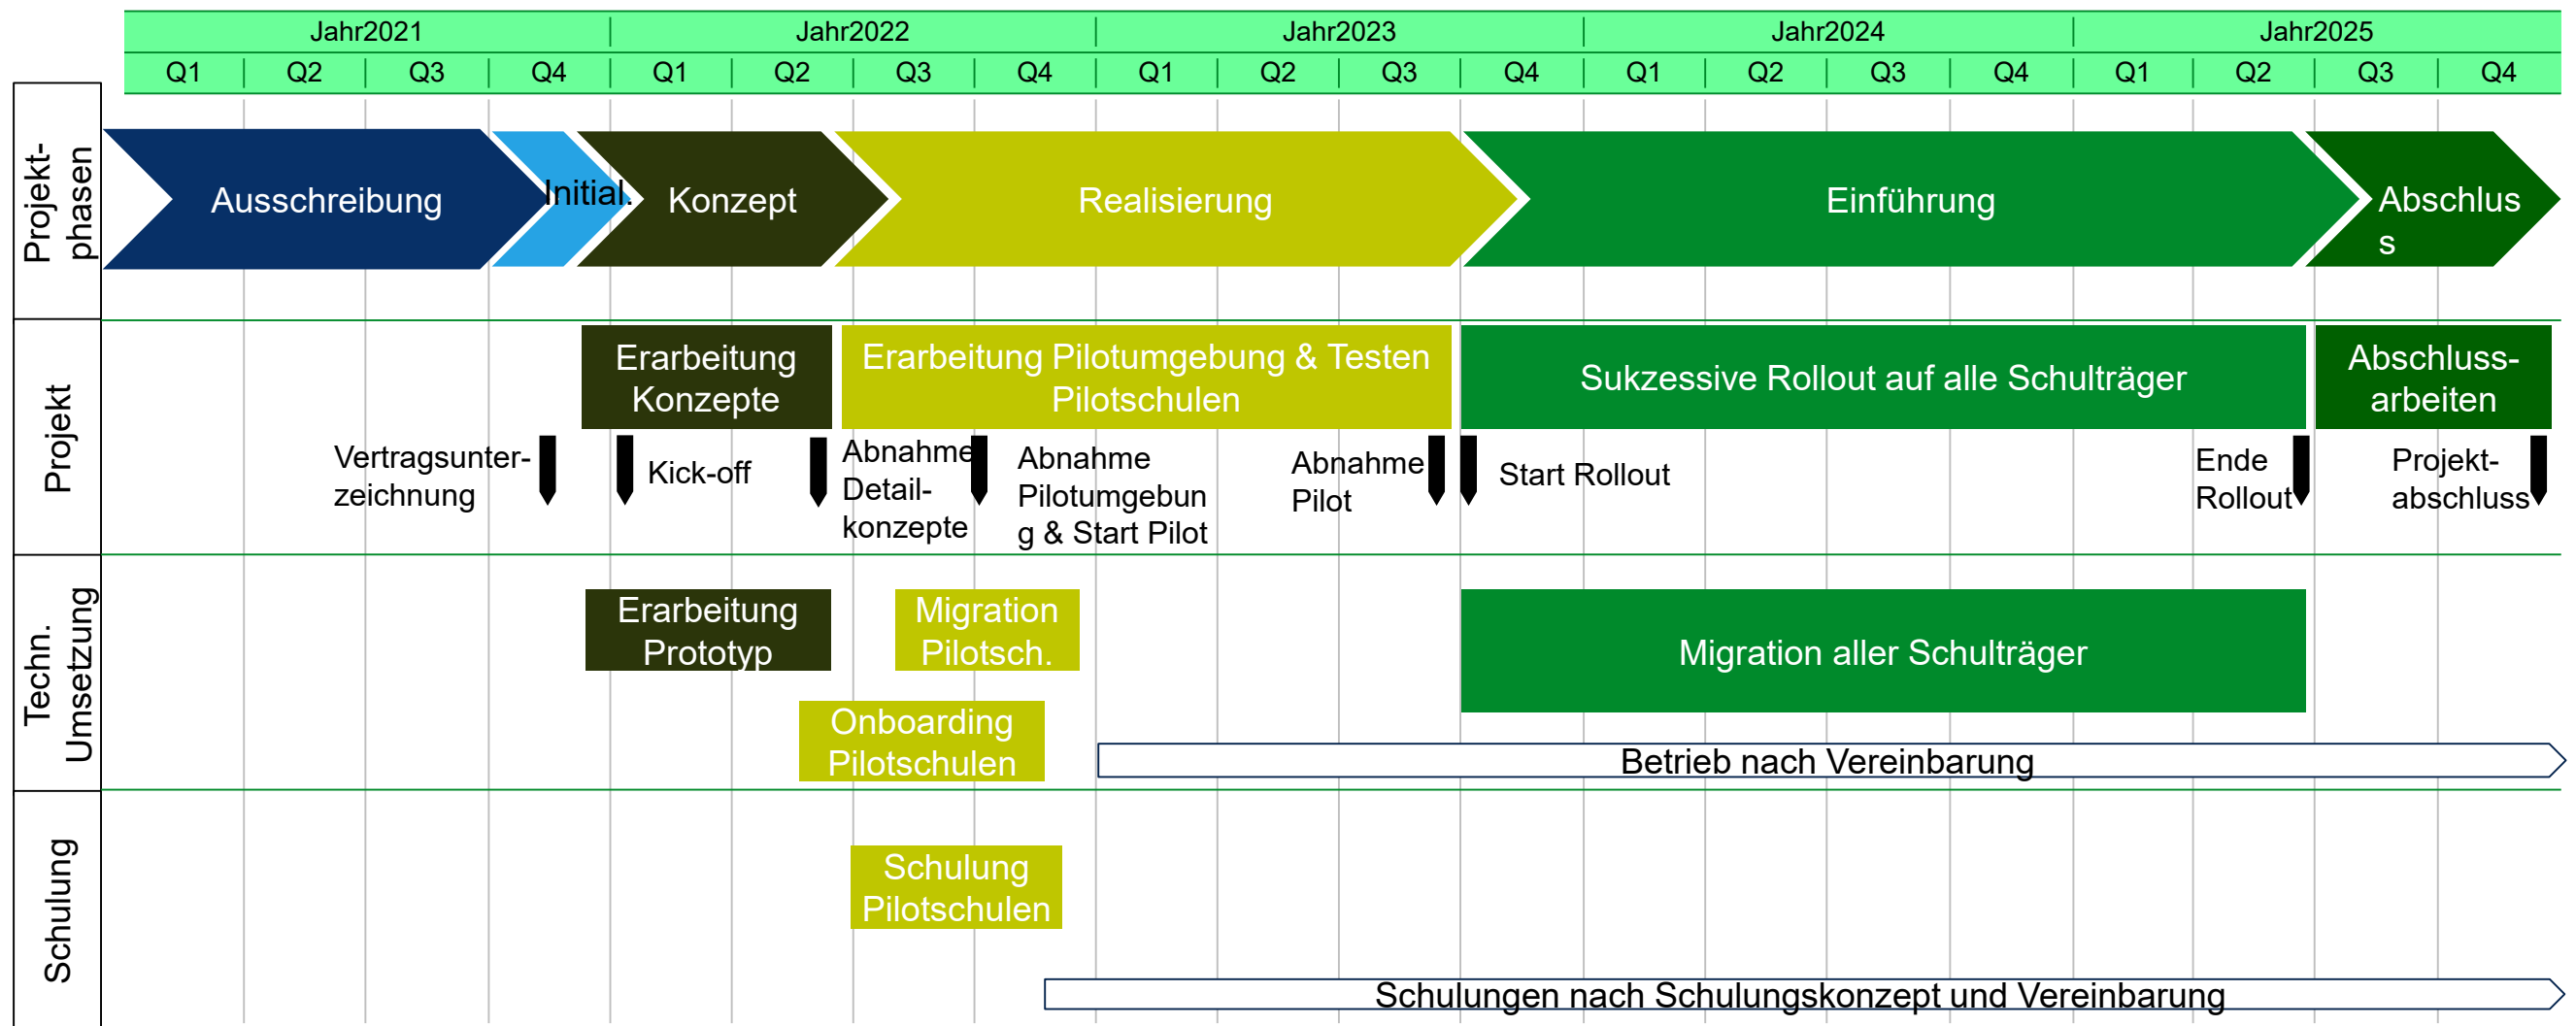 Jahr2021 Jahr2022 Jahr2023 Jahr2024 Jahr2025
Q1 Q2 Q3 Q4 Q1 Q2 Q3 Q4 Q1 Q2 Q3 Q4 Q1 Q2 Q3 Q4 Q1 Q2 Q3 Q4
Projekt-
phasen
Ausschreibung
Initial.
Konzept
Realisierung
Einführung
Abschlus
s
Projekt
Erarbeitung
Konzepte
Erarbeitung Pilotumgebung & Testen
Pilotschulen
Sukzessive Rollout auf alle Schulträger
Abschluss-
arbeiten
Vertragsunter-
zeichnung
Kick-off
Abnahme
Detail-
konzepte
Abnahme
Pilotumgebun
g & Start Pilot
Abnahme
Pilot
Start Rollout
Ende
Rollout
Projekt-
abschluss
Techn.
Umsetzung
Erarbeitung
Prototyp
Migration
Pilotsch.
Migration aller Schulträger
Onboarding
Pilotschulen
Betrieb nach Vereinbarung
Schulung
Schulung
Pilotschulen
Schulungen nach Schulungskonzept und Vereinbarung